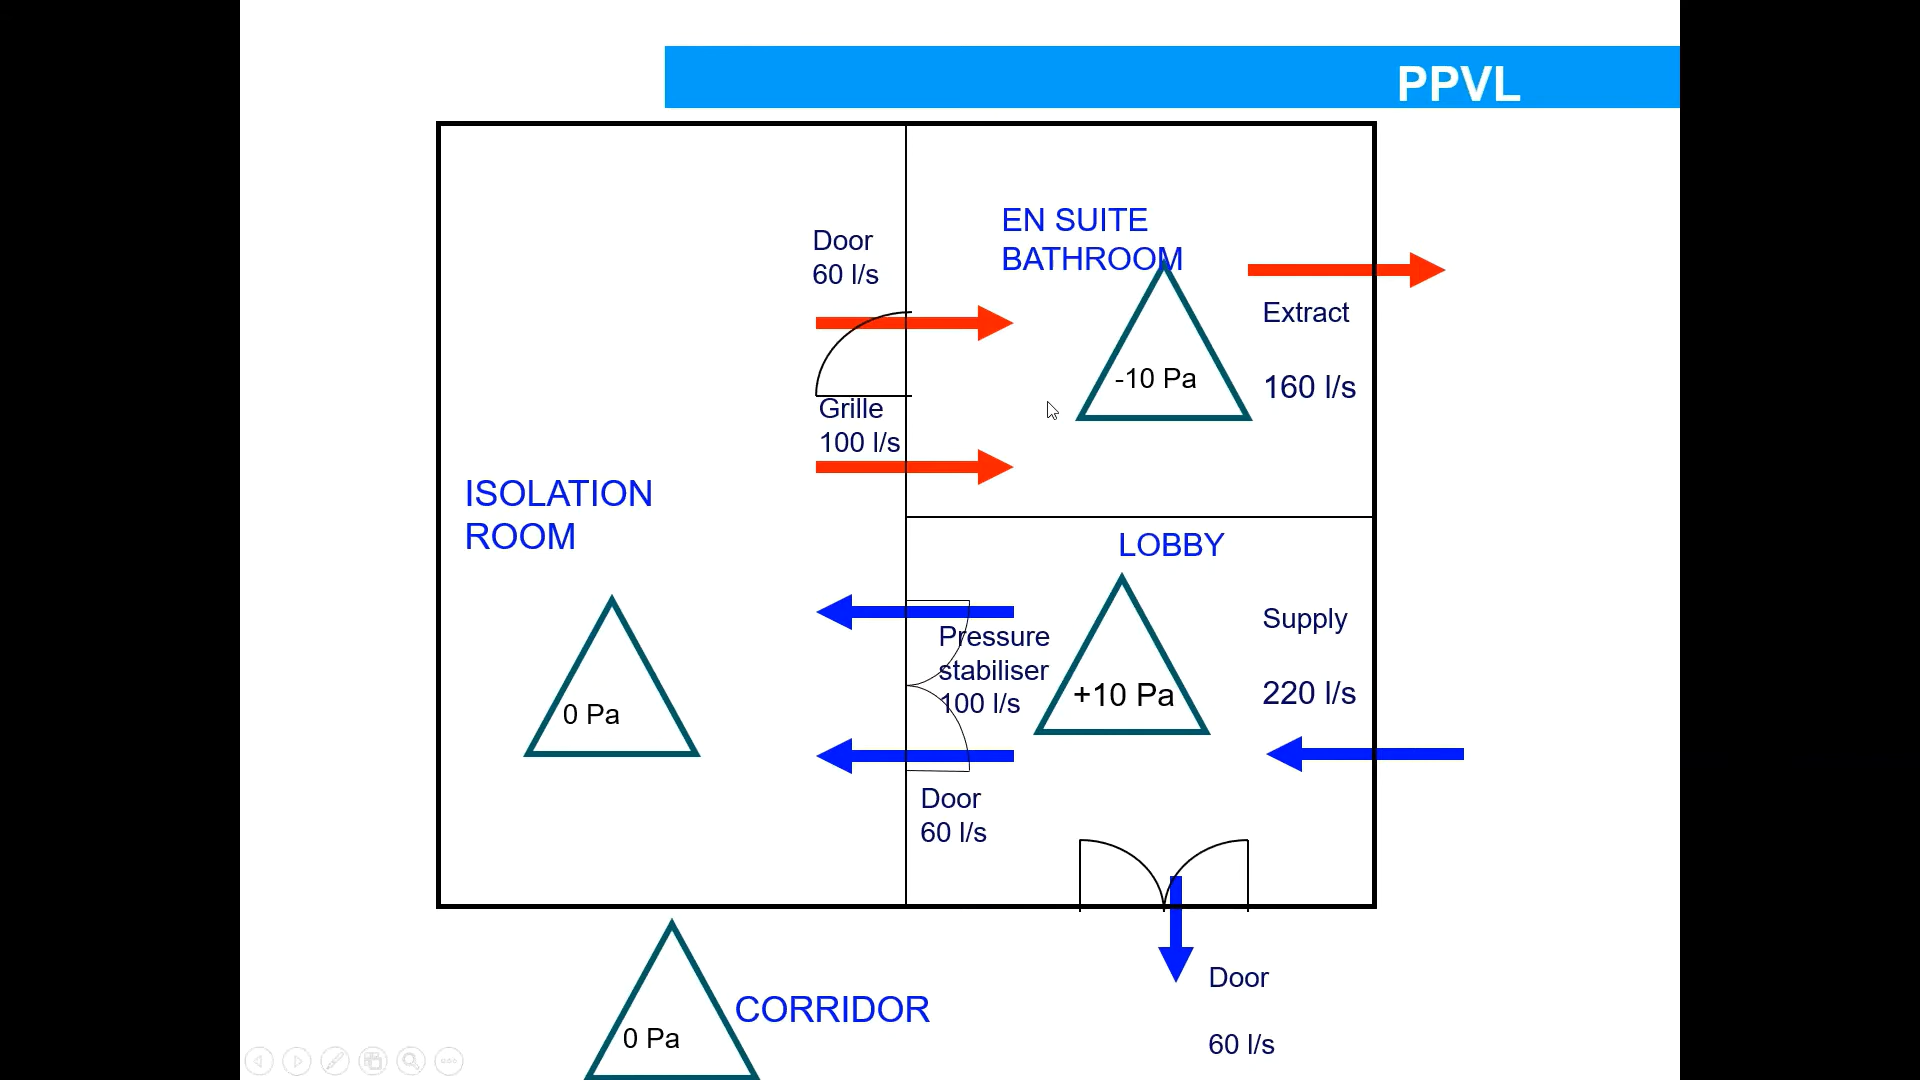 PPVL
EN SUITE
BATHROOM
Door
60 l/s
Extract
160 l/s
-10 Pa
Grille
100 l/s
ISOLATION
ROOM
LOBBY
Supply
220 l/s
Pressure
stabiliser
100 l/s
+10 Pa
0 Pa
Door
60 l/s
Door
60 l/s
CORRIDOR
0 Pa